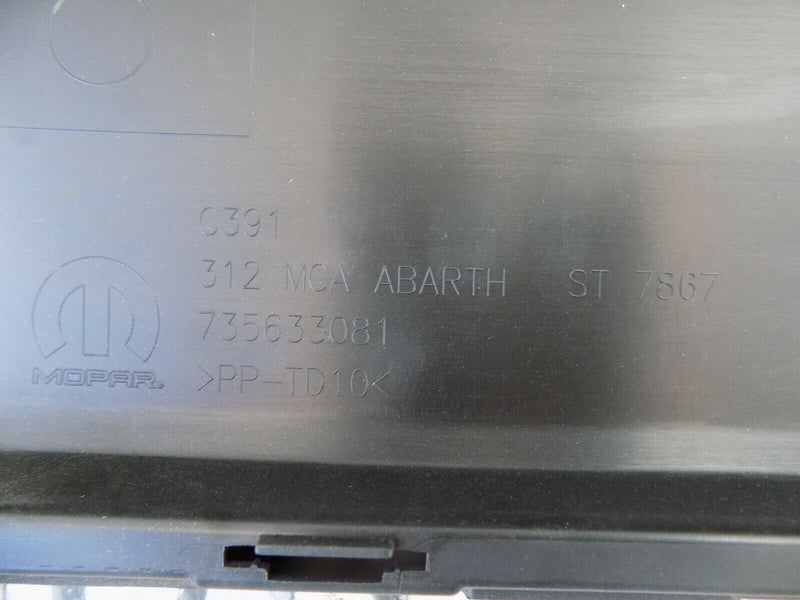 C391
312 MCA ABARTH ST 7867
735633081
>PP-TD10<
MOPAR®